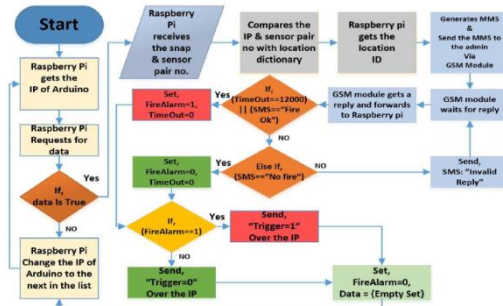 Start
Raspberry Pi
gets the
IP of Arduino
Raspberry Pi
Requests for
data
If,
data Is True
Yes
NO
Raspberry Pi
Change the IP of
Arduino to the
next in the list
Raspberry
Pi
receives the
snap &
sensor pair
no.
Compares the
IP & sensor pair
no with location
dictionary
Raspberry pi
gets the
location
ID
Generates MMS
&
Send the MMS to
the admin
Via
GSM Module
GSM module
waits for reply
GSM module gets a
reply and forwards
to Raspberry pi
If,
(TimeOut==12000)
|| (SMS=="Fire
Ok")
Yes
NO
Set,
FireAlarm=1,
TimeOut=0
Else If,
(SMS=="No fire")
Yes
NO
Send,
SMS: "Invalid
Reply"
Set,
FireAlarm=0,
TimeOut=0
If,
(FireAlarm==1)
Yes
NO
Send,
"Trigger=1"
Over the IP
Send,
"Trigger=0"
Over the IP
Set,
FireAlarm=0,
Data = {Empty Set}